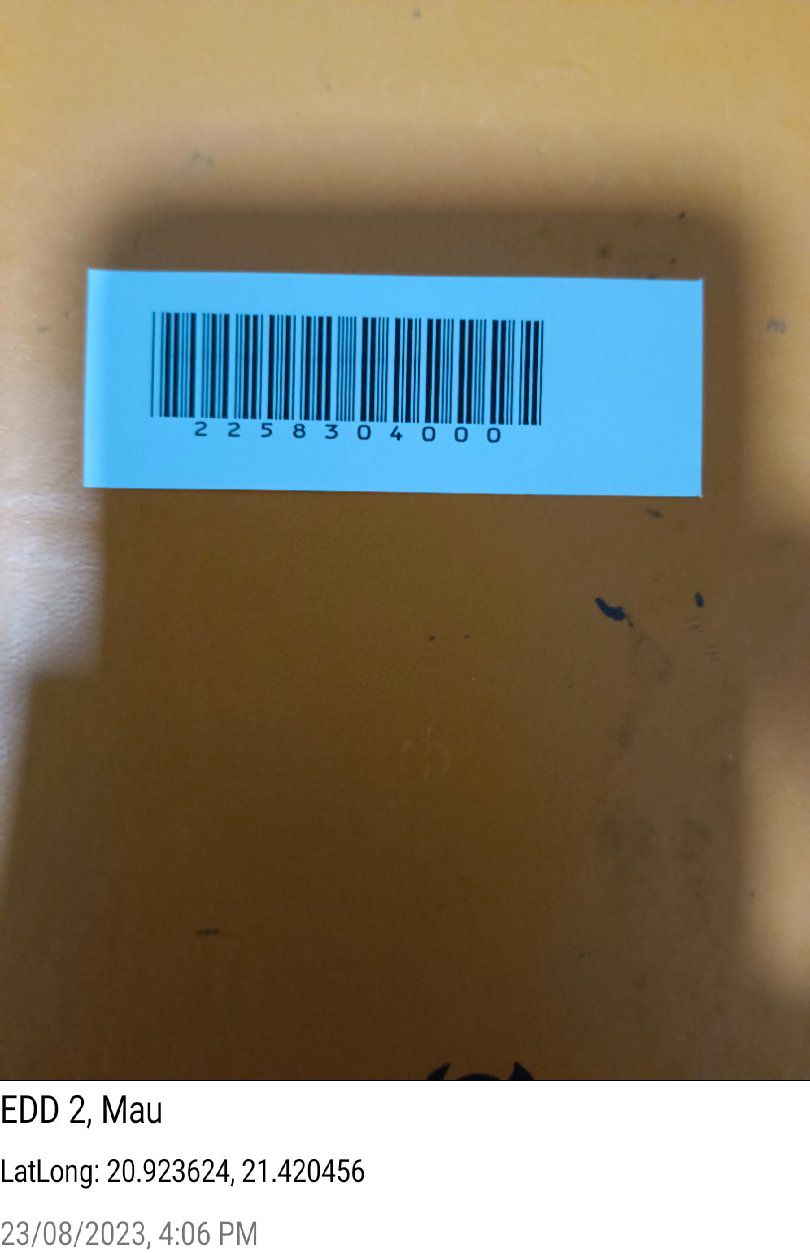 2258304000
EDD 2, Mau
LatLong: 20.923624, 21.420456
23/08/2023, 4:06 PM